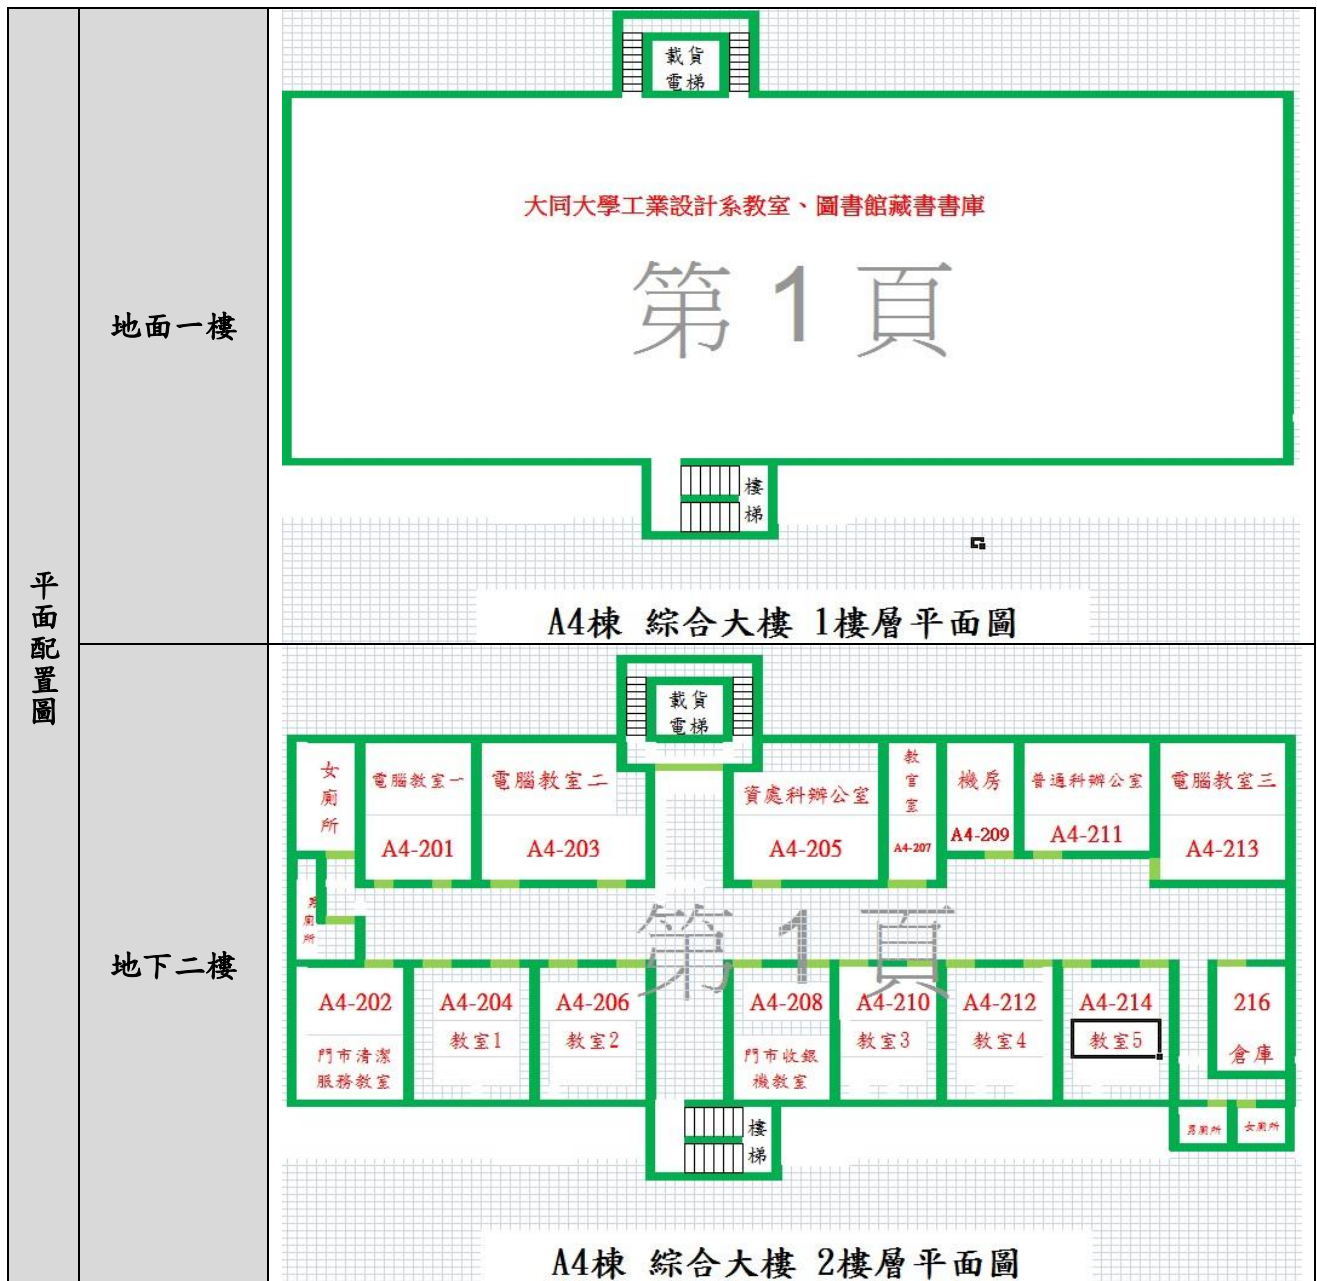 平面配置圖
地面一樓
載貨
電梯
大同大學工業設計系教室、圖書館藏書書庫
第 1 頁
樓
梯
A4棟 綜合大樓 1樓層平面圖
地下二樓
載貨
電梯
女廁所
電腦教室一
A4-201
電腦教室二
A4-203
資處科辦公室
A4-205
教官室
A4-207
機房
A4-209
普通科辦公室
A4-211
電腦教室三
A4-213
男廁所
第 1 頁
A4-202
門市清潔
服務教室
A4-204
教室1
A4-206
教室2
A4-208
門市收銀
機教室
A4-210
教室3
A4-212
教室4
A4-214
教室5
216
倉庫
男廁所
女廁所
樓
梯
A4棟 綜合大樓 2樓層平面圖